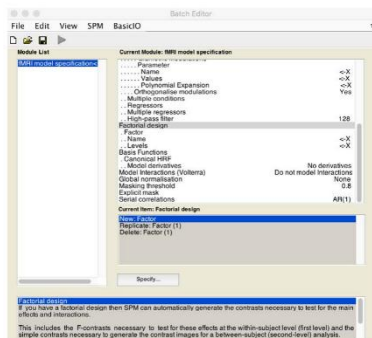 Batch Editor
File Edit View SPM BasicIO
Module List
fMRI model specification<-X
Current Module: fMRI model specification
. . . . . . Parameter
. . . . . . . Name <-X
. . . . . . . Values <-X
. . . . . . . Polynomial Expansion <-X
. . . . Orthogonalise modulations Yes
. . Multiple conditions
. . Regressors
. . Multiple regressors
. . High-pass filter 128
Factorial design
. Factor
. . Name <-X
. . Levels <-X
Basis Functions
. Canonical HRF
. . Model derivatives No derivatives
Model Interactions (Volterra) Do not model Interactions
Global normalisation None
Masking threshold 0.8
Explicit mask
Serial correlations AR(1)
Current Item: Factorial design
New: Factor
Replicate: Factor (1)
Delete: Factor (1)
Specify...
Factorial design
If you have a factorial design then SPM can automatically generate the contrasts necessary to test for the main
effects and interactions.
This includes the F-contrasts necessary to test for these effects at the within-subject level (first level) and the
simple contrasts necessary to generate the contrast images for a between-subject (second-level) analysis.